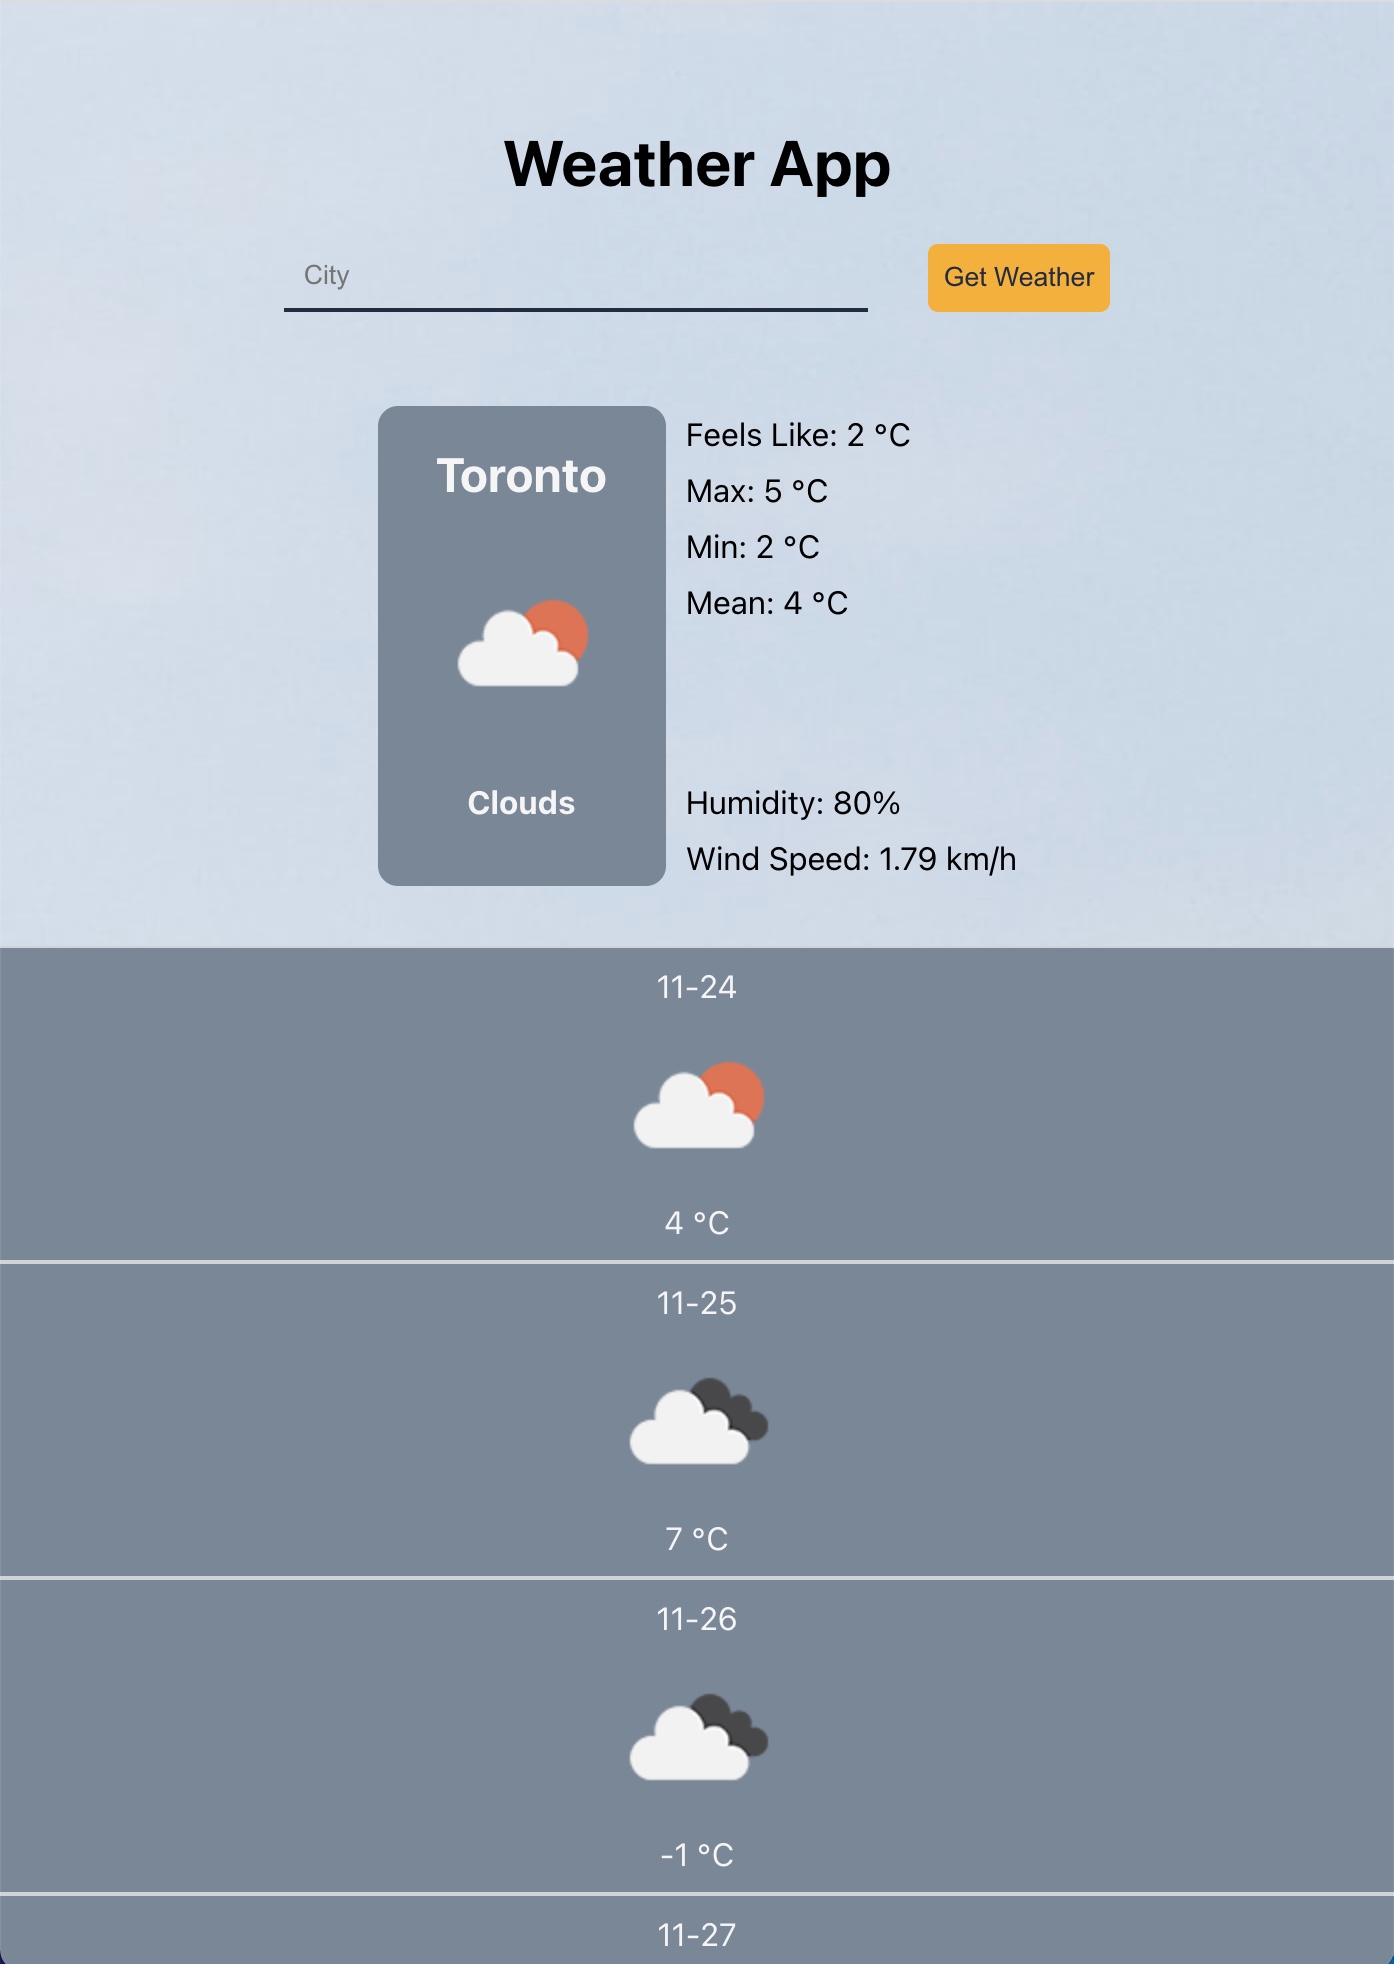 Weather App
City
Get Weather
Toronto
Clouds
Feels Like: 2 °C
Max: 5 °C
Min: 2 °C
Mean: 4 °C
Humidity: 80%
Wind Speed: 1.79 km/h
11-24
4 °C
11-25
7 °C
11-26
-1 °C
11-27